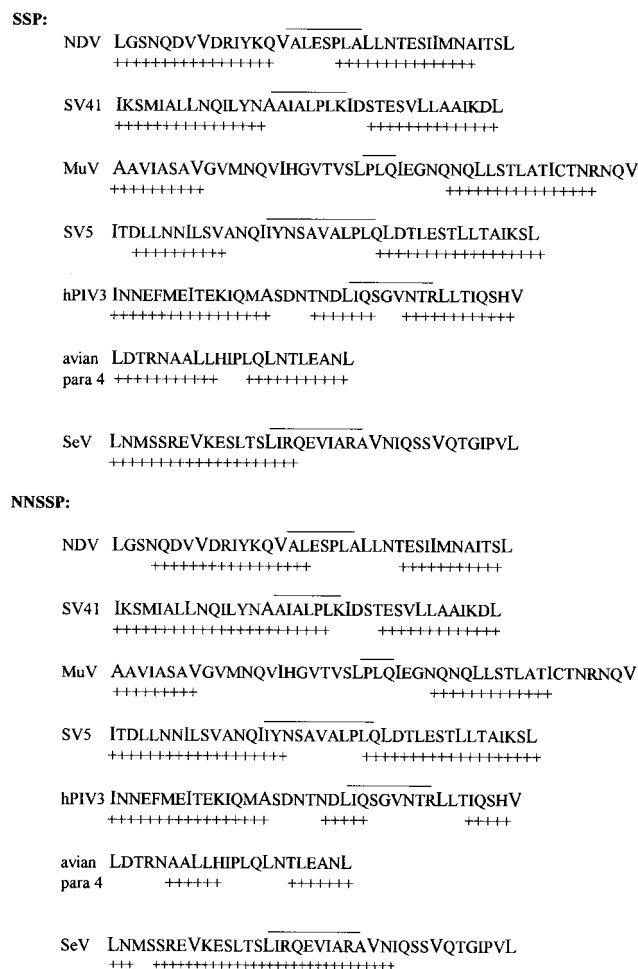 SSP:
NDV LGSNQDVVDRIYKQVALESPLALLNTESIIMNAITSL
+++++++++++++++++ +++++++++++++++
SV41 IKSMIALLNQILYNAAIALPLKIDSTESVLLAAIKDL
++++++++++++++++ ++++++++++++++
MuV AAVIASAVGVMNQVIHGVTVSLPLQIEGNQNQLLSTLATICTNRNQV
++++++++++ ++++++++++++++++
SV5 ITDLLNNILSVANQIIYNSAVALPLQLDTLESTLLTAIKSL
++++++++++ ++++++++++++++++++
hPIV3 INNEFMEITEKIQMASDNTNDLIQSGVNTRLLTIQSHV
+++++++++++++++++ +++++++ ++++++++++++
avian LDTRNAALLHIPLQLNTLEANL
para 4 +++++++++++ +++++++++++
SeV LNMSSREVKESLTSLIRQEVIARAVNIQSSVQTGIPVL
++++++++++++++++++++
NNSSP:
NDV LGSNQDVVDRIYKQVALESPLALLNTESIIMNAITSL
+++++++++++++++++ +++++++++++
SV41 IKSMIALLNQILYNAAIALPLKIDSTESVLLAAIKDL
+++++++++++++++++++++++ +++++++++++++
MuV AAVIASAVGVMNQVIHGVTVSLPLQIEGNQNQLLSTLATICTNRNQV
+++++++++ +++++++++++++
SV5 ITDLLNNILSVANQIIYNSAVALPLQLDTLESTLLTAIKSL
+++++++++++++++++++ +++++++++++++++++++
hPIV3 INNEFMEITEKIQMASDNTNDLIQSGVNTRLLTIQSHV
+++++++++++++++++ +++++ +++++
avian LDTRNAALLHIPLQLNTLEANL
para 4 ++++++ +++++++
SeV LNMSSREVKESLTSLIRQEVIARAVNIQSSVQTGIPVL
+++ ++++++++++++++++++++++++++